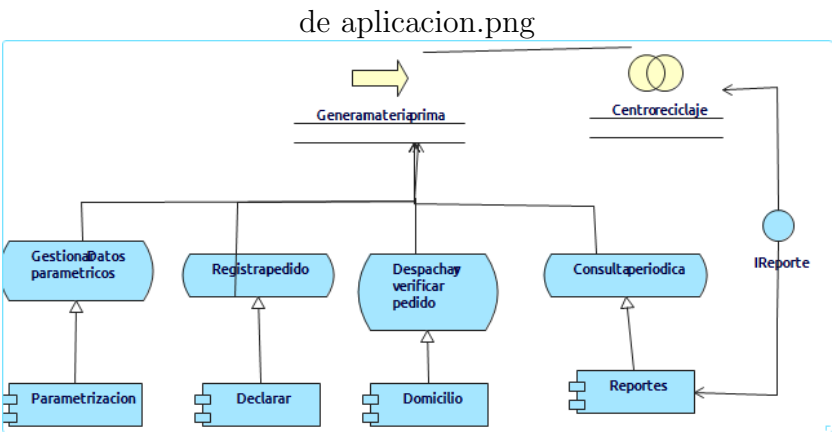 de aplicacion.png
Generamateriaprima
Centroreciclaje
GestionarDatos
parametricos
Registrapedido
Despachary
verificar
pedido
Consultaperiodica
IReporte
Parametrizacion
Declarar
Domicilio
Reportes